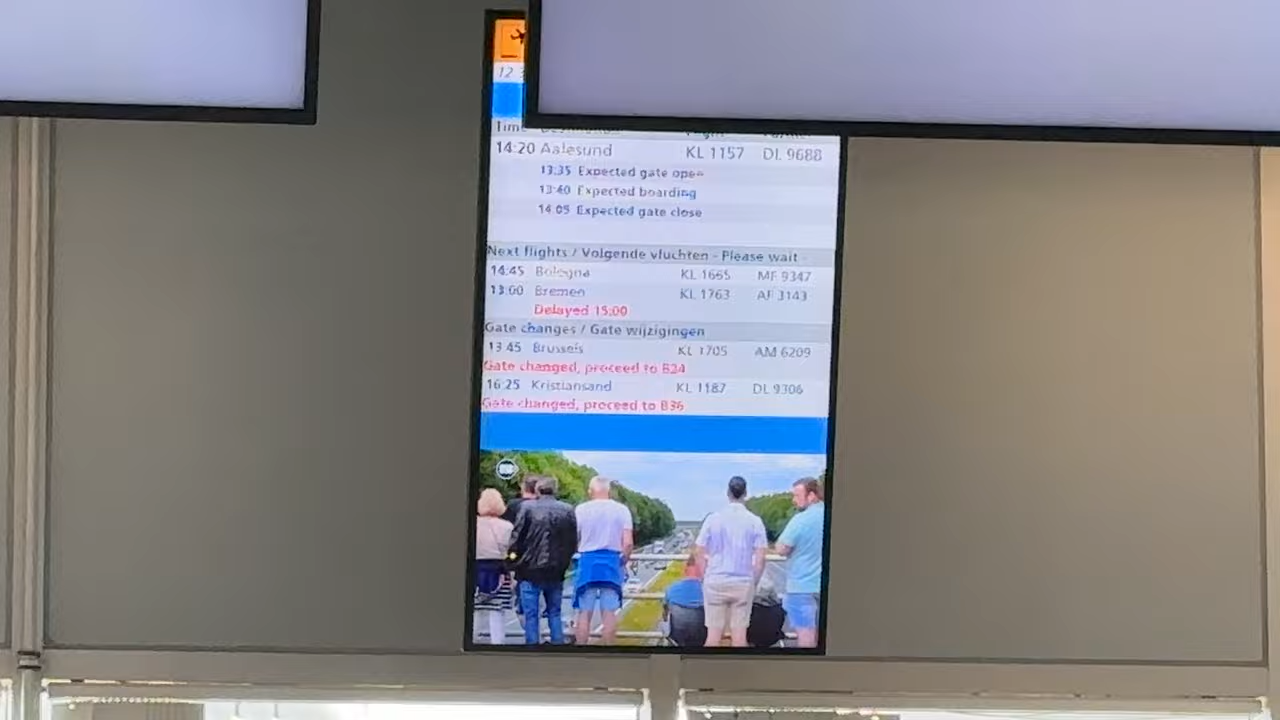 12
Time
14:20 Aalesund KL 1157 DL 9688
13:35 Expected gate open
13:40 Expected boarding
14:05 Expected gate close
Next flights / Volgende vluchten - Please wait
14:45 Bologna KL 1665 MF 9347
13:00 Bremen KL 1763 AF 3143
Delayed 15:00
Gate changes / Gate wijzigingen
13:45 Brussels KL 1705 AM 6209
Gate changed, proceed to B24
16:25 Kristiansand KL 1187 DL 9306
Gate changed, proceed to B36